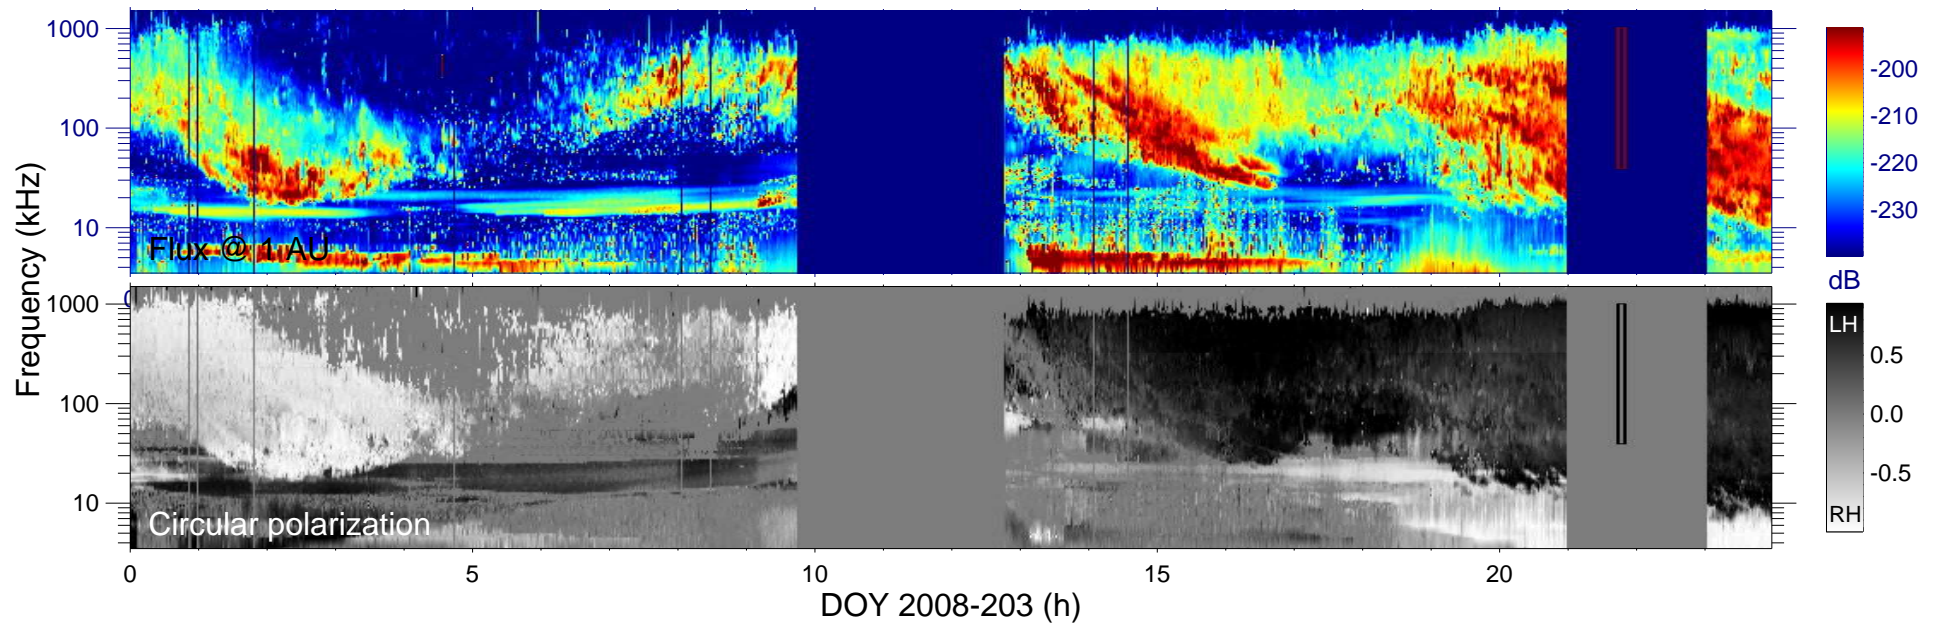 Frequency (kHz)
1000
100
10
Flux @ 1 AU
-200
-210
-220
-230
dB
0
1000
100
10
Circular polarization
LH
0.5
0.0
-0.5
RH
0
5
10
15
20
DOY 2008-203 (h)